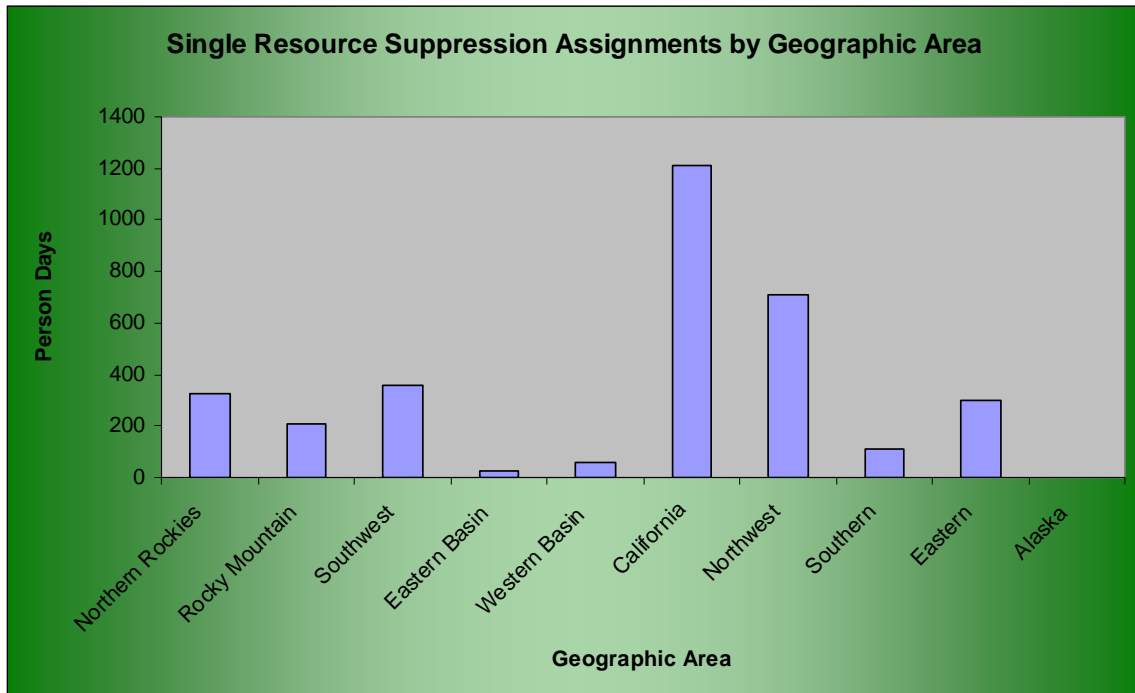 Single Resource Suppression Assignments by Geographic Area
Person Days
1400
1200
1000
800
600
400
200
0
Northern Rockies
Rocky Mountain
Southwest
Eastern Basin
Western Basin
California
Northwest
Southern
Eastern
Alaska
Geographic Area